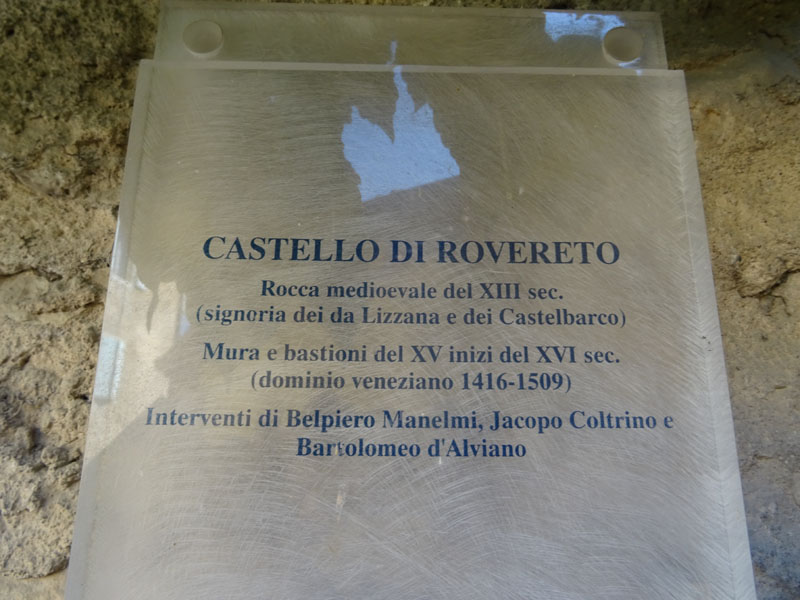 CASTELLO DI ROVERETO
Rocca medioevale del XIII sec.
(signoria dei da Lizzana e dei Castelbarco)
Mura e bastioni del XV inizi del XVI sec.
(dominio veneziano 1416-1509)
Interventi di Belpiero Manelmi, Jacopo Coltrino e
Bartolomeo d'Alviano